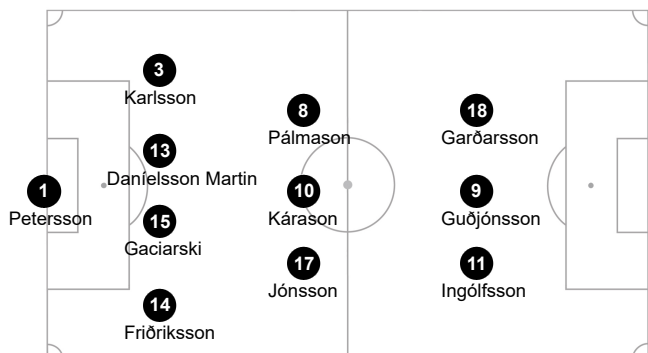 3
Karlsson
8
Pálmason
18
Garðarsson
13
Daníelsson Martin
1
Petersson
10
Kárason
9
Guðjónsson
15
Gaciarski
17
Jónsson
11
Ingólfsson
14
Friðriksson